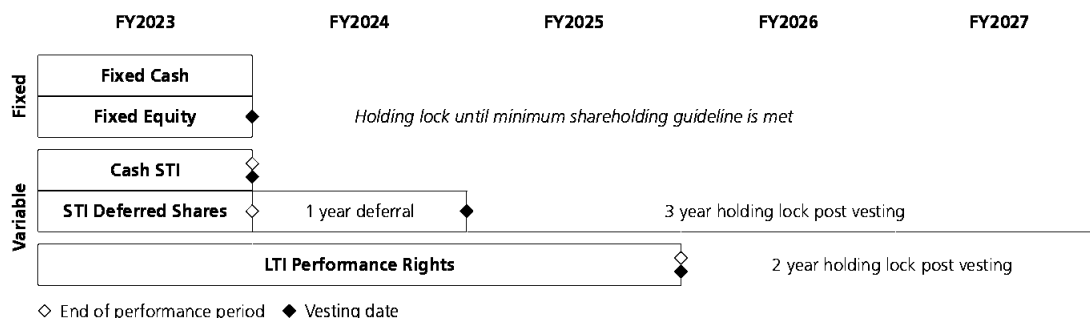 FY2023 FY2024 FY2025 FY2026 FY2027
Fixed
Fixed Cash
Fixed Equity Holding lock until minimum shareholding guideline is met
Variable
Cash STI
STI Deferred Shares 1 year deferral 3 year holding lock post vesting
LTI Performance Rights 2 year holding lock post vesting
◇ End of performance period ◆ Vesting date